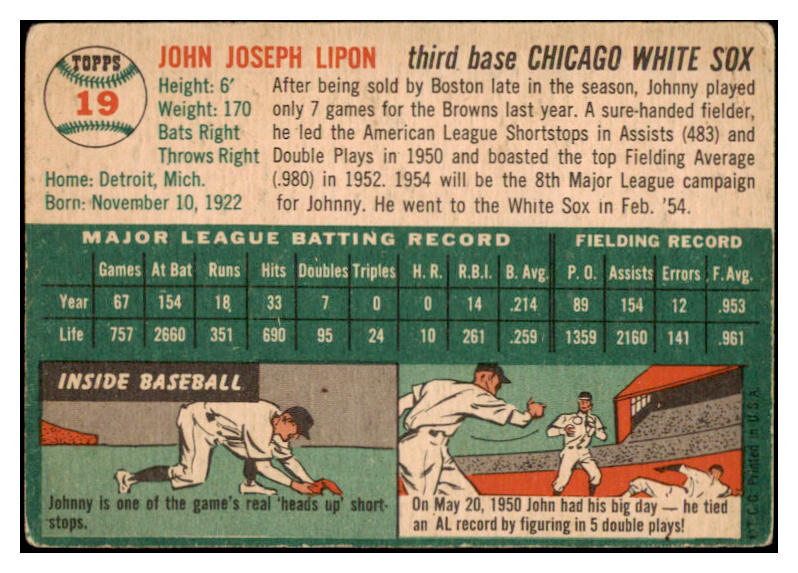 TOPPS
19
JOHN JOSEPH LIPON third base CHICAGO WHITE SOX
Height: 6'
Weight: 170
Bats Right
Throws Right
Home: Detroit, Mich.
Born: November 10, 1922
After being sold by Boston late in the season, Johnny played
only 7 games for the Browns last year. A sure-handed fielder,
he led the American League Shortstops in Assists (483) and
Double Plays in 1950 and boasted the top Fielding Average
(.980) in 1952. 1954 will be the 8th Major League campaign
for Johnny. He went to the White Sox in Feb. '54.
MAJOR LEAGUE BATTING RECORD FIELDING RECORD
Games At Bat Runs Hits Doubles Triples H. R. R.B.I. B. Avg. P. O. Assists Errors F. Avg.
Year 67 154 18 33 7 0 0 14 .214 89 154 12 .953
Life 757 2660 351 690 95 24 10 261 .259 1359 2160 141 .961
INSIDE BASEBALL
Johnny is one of the game's real 'heads up' short-
stops.
On May 20, 1950 John had his big day — he tied
an AL record by figuring in 5 double plays!
T.C.G. Printed in U.S.A.